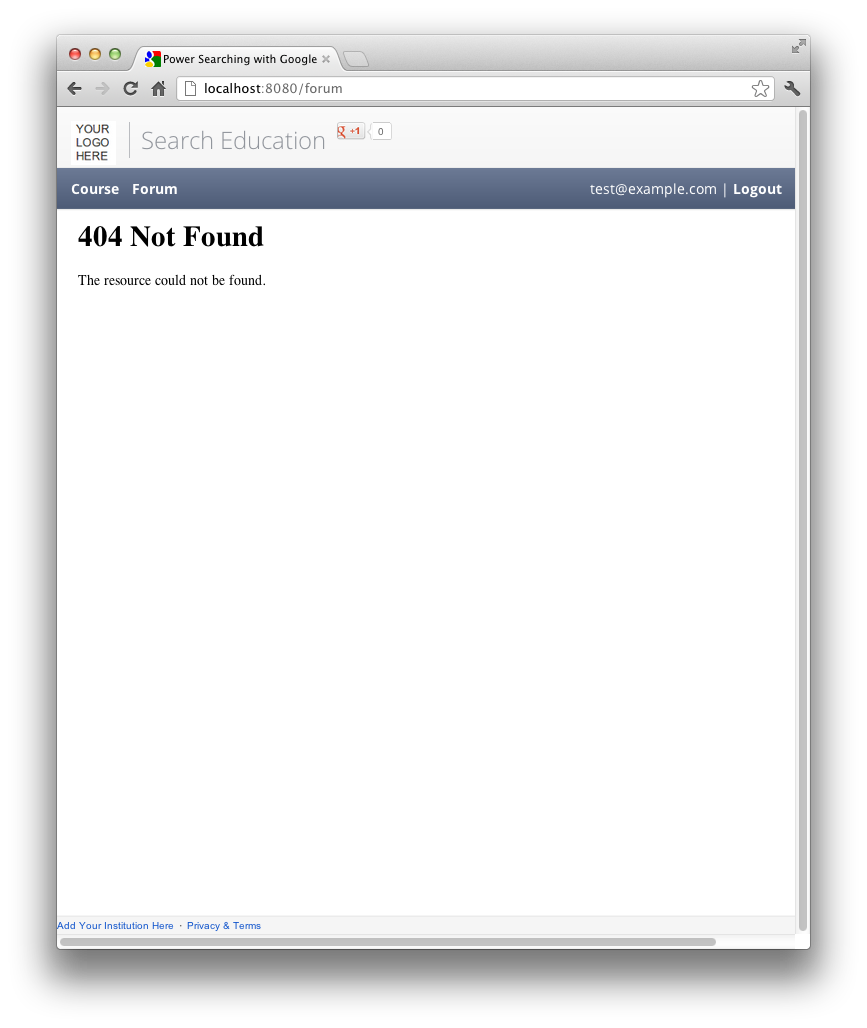 Power Searching with Google
localhost:8080/forum
YOUR
LOGO
HERE
Search Education
g +1
0
Course Forum
test@example.com | Logout
404 Not Found
The resource could not be found.
Add Your Institution Here · Privacy & Terms